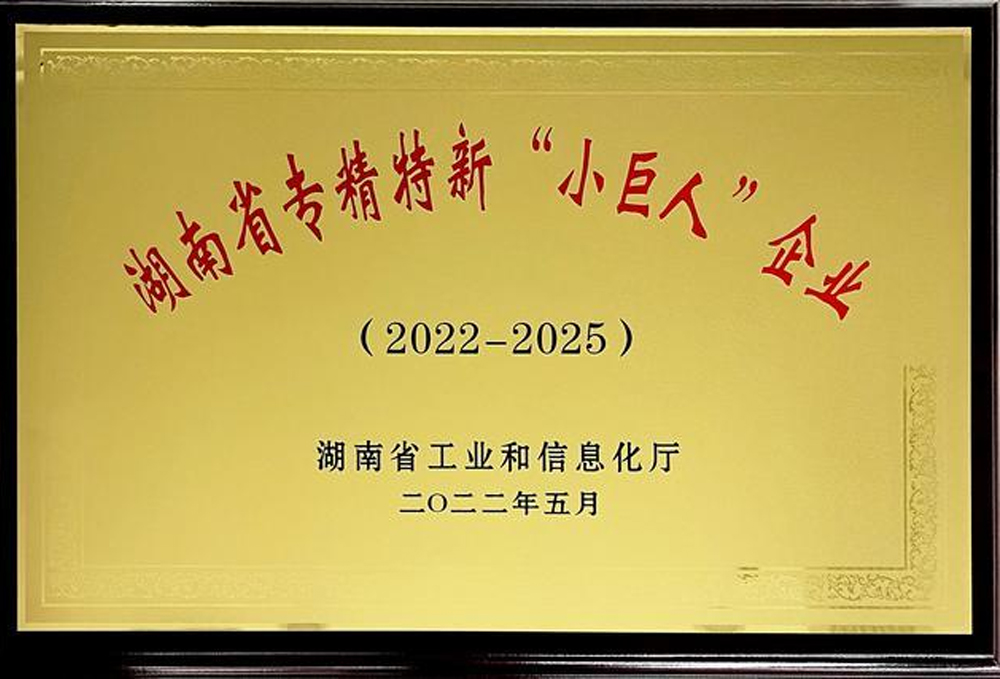 湖南省专精特新“小巨人”企业
（2022-2025）
湖南省工业和信息化厅
二〇二二年五月